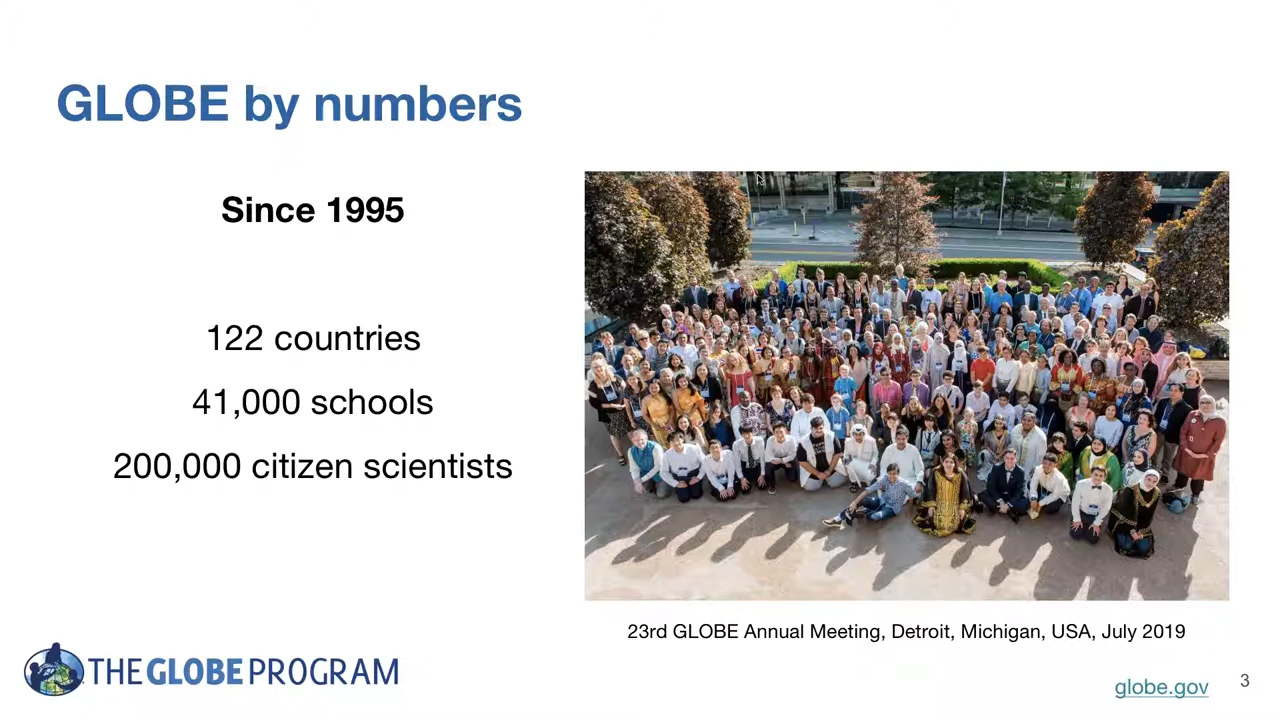 GLOBE by numbers
Since 1995
122 countries
41,000 schools
200,000 citizen scientists
23rd GLOBE Annual Meeting, Detroit, Michigan, USA, July 2019
THE GLOBE PROGRAM
globe.gov
3